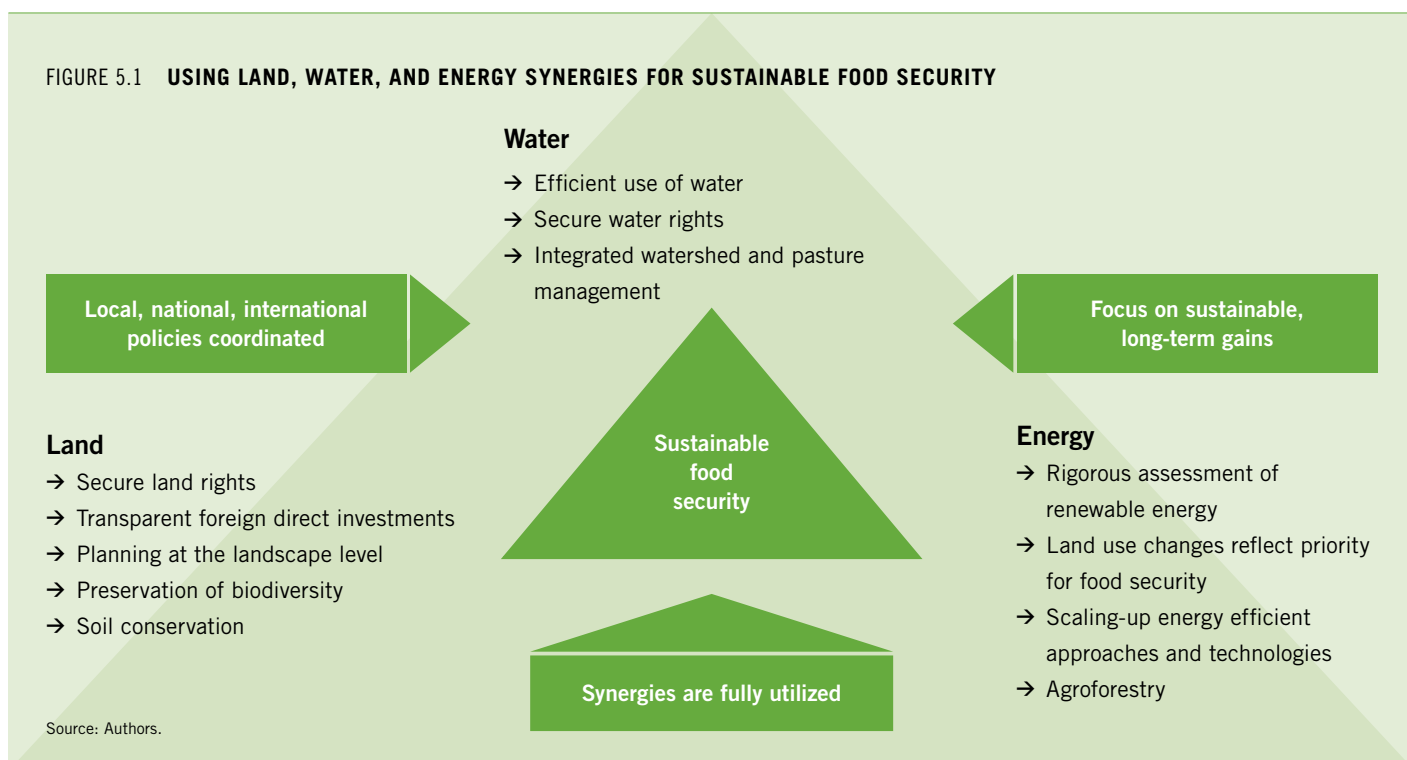 FIGURE 5.1 USING LAND, WATER, AND ENERGY SYNERGIES FOR SUSTAINABLE FOOD SECURITY
Water
→ Efficient use of water
→ Secure water rights
→ Integrated watershed and pasture
management
Local, national, international
policies coordinated
Focus on sustainable,
long-term gains
Land
→ Secure land rights
→ Transparent foreign direct investments
→ Planning at the landscape level
→ Preservation of biodiversity
→ Soil conservation
Sustainable
food
security
Energy
→ Rigorous assessment of
renewable energy
→ Land use changes reflect priority
for food security
→ Scaling-up energy efficient
approaches and technologies
→ Agroforestry
Synergies are fully utilized
Source: Authors.